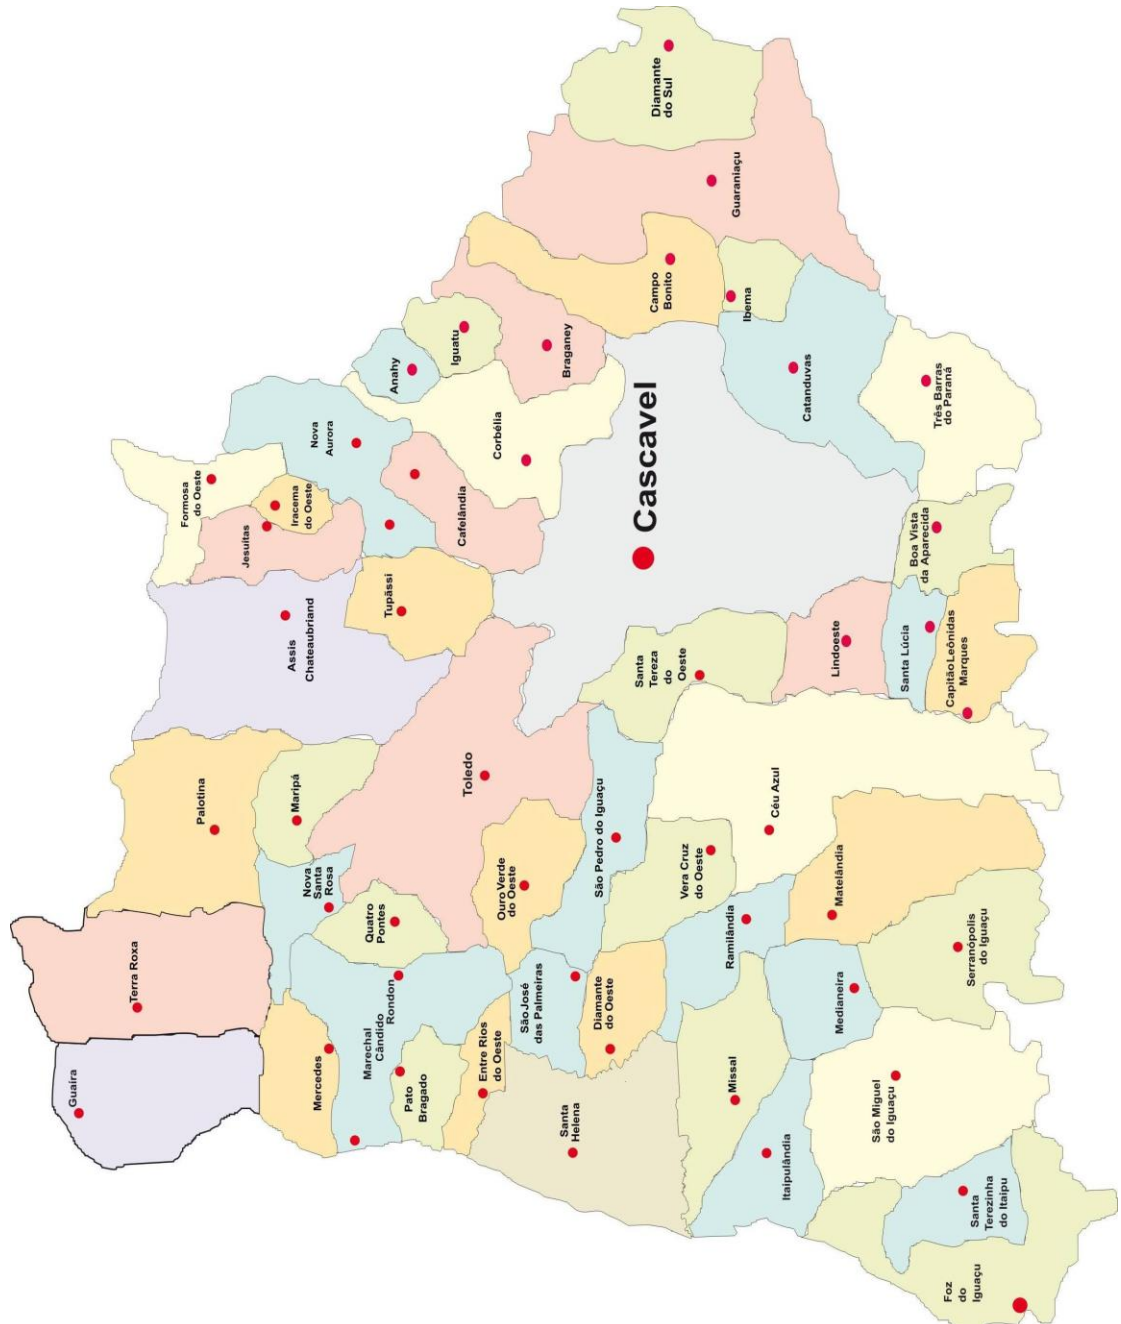 Guaira
Terra Roxa
Palotina
Formosa
do Oeste
Jesuitas
Iracema
do Oeste
Assis
Chateaubriand
Maripá
Nova
Santa
Rosa
Nova
Aurora
Mercedes
Marechal
Cândido
Rondon
Quatro
Pontes
Tupãssi
Anahy
Pato
Bragado
Cafelândia
Iguatu
Toledo
Entre Rios
do Oeste
Corbélia
Ouro Verde
do Oeste
São José
das Palmeiras
Braganey
Santa
Helena
Diamante
do Oeste
São Pedro do Iguaçu
Cascavel
Santa
Tereza
do
Oeste
Campo
Bonito
Diamante
do Sul
Vera Cruz
do Oeste
Missal
Ramilândia
Guaraniaçu
Ibema
Céu Azul
Itaipulândia
Catanduvas
Matelândia
Medianeira
Lindoeste
São Miguel
do Iguaçu
Santa Lúcia
Boa Vista
da Aparecida
Três Barras
do Paraná
Serranópolis
do Iguaçu
Capitão Leônidas
Marques
Santa
Terezinha
do Itaipu
Foz
do
Iguaçu